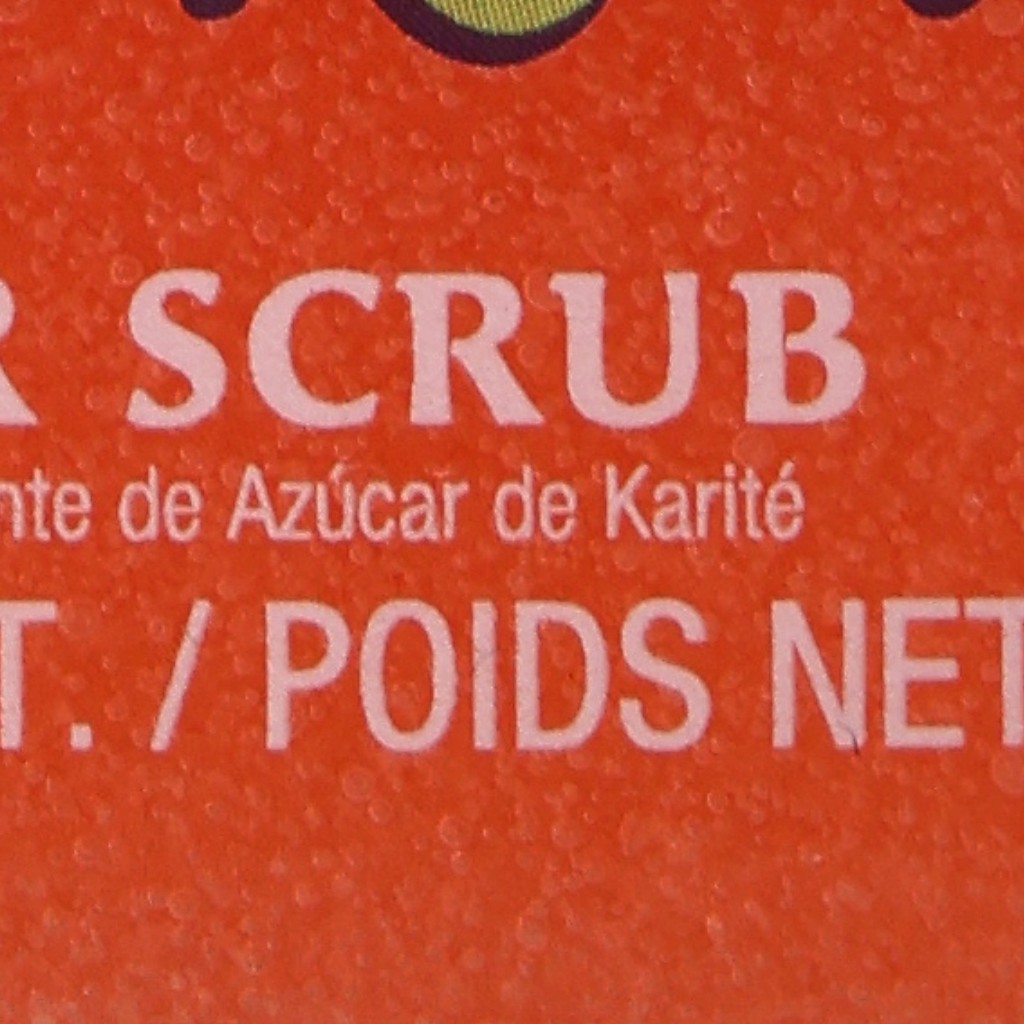 R SCRUB
nte de Azúcar de Karité
T. / POIDS NET